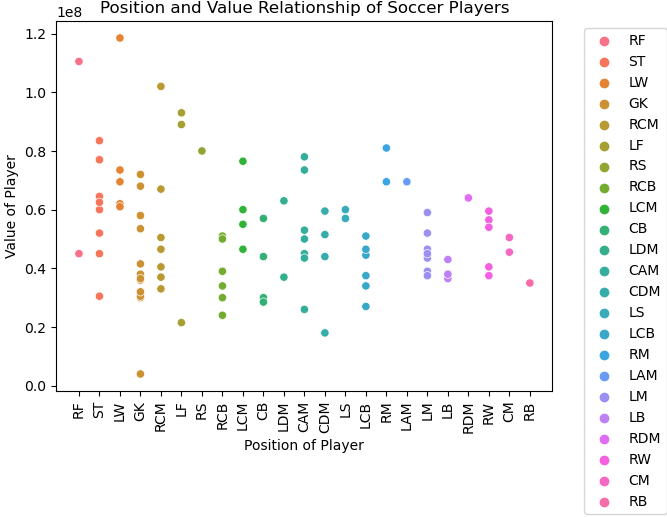 Position and Value Relationship of Soccer Players
1e8
1.2
1.0
0.8
0.6
0.4
0.2
0.0
Value of Player
RF ST LW GK RCM LF RS RCB LCM CB LDM CAM CDM LS LCB RM LAM LM LB RDM RW CM RB
Position of Player
RF
ST
LW
GK
RCM
LF
RS
RCB
LCM
CB
LDM
CAM
CDM
LS
LCB
RM
LAM
LM
LB
RDM
RW
CM
RB